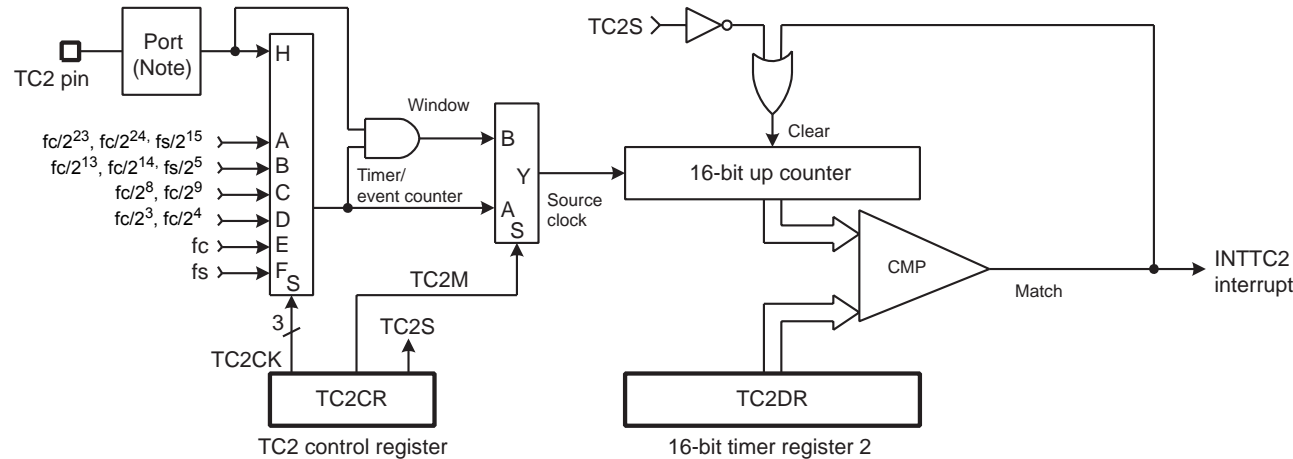 TC2S
Port
(Note)
H
TC2 pin
Window
Clear
fc/2^23, fc/2^24, fs/2^15
A
B
16-bit up counter
fc/2^13, fc/2^14, fs/2^5
B
Timer/
event counter
Y
fc/2^8, fc/2^9
C
Source
clock
fc/2^3, fc/2^4
D
A
S
fc
E
CMP
INTTC2
interrupt
fs
F
S
TC2M
Match
3
TC2S
TC2CK
TC2CR
TC2DR
TC2 control register
16-bit timer register 2